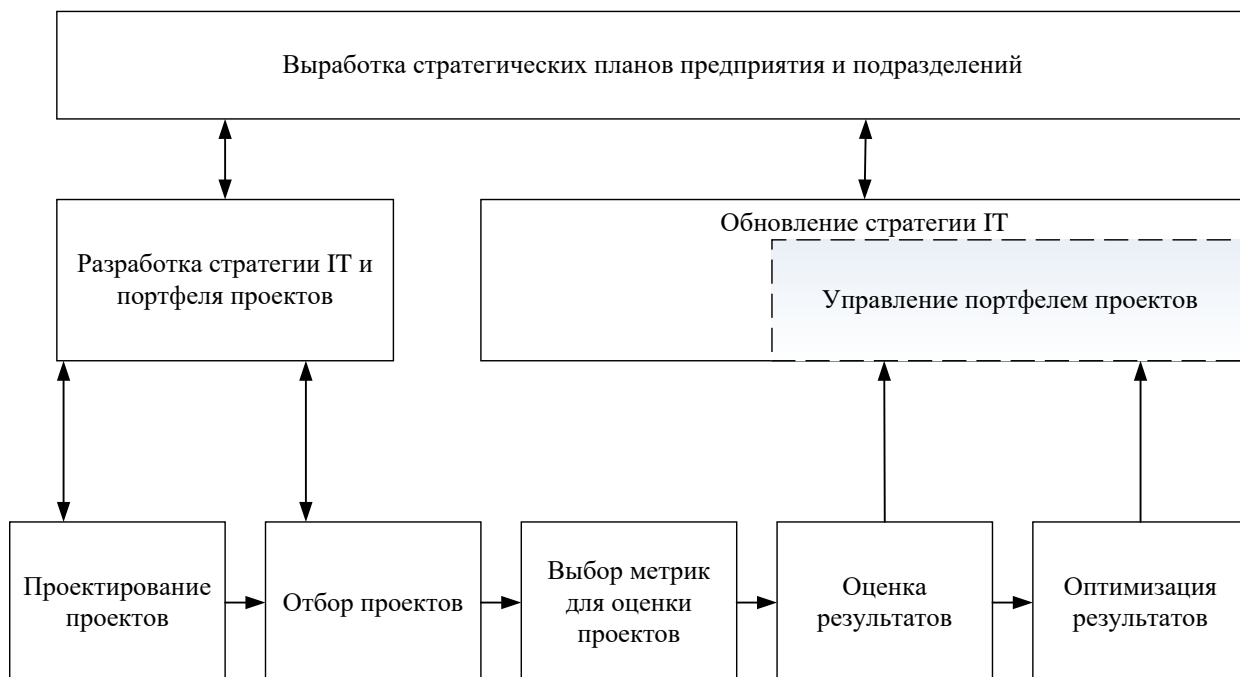 Выработка стратегических планов предприятия и подразделений
Разработка стратегии IT и
портфеля проектов
Обновление стратегии IT
Управление портфелем проектов
Проектирование
проектов
Отбор проектов
Выбор метрик
для оценки
проектов
Оценка
результатов
Оптимизация
результатов